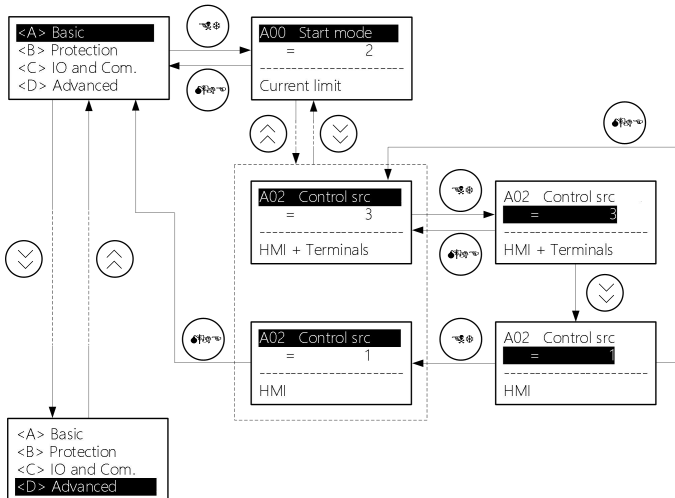 <A> Basic
<B> Protection
<C> IO and Com.
<D> Advanced
A00 Start mode
= 2
Current limit
A02 Control src
= 3
HMI + Terminals
A02 Control src
= 3
HMI + Terminals
A02 Control src
= 1
HMI
A02 Control src
= 1
HMI
<A> Basic
<B> Protection
<C> IO and Com.
<D> Advanced